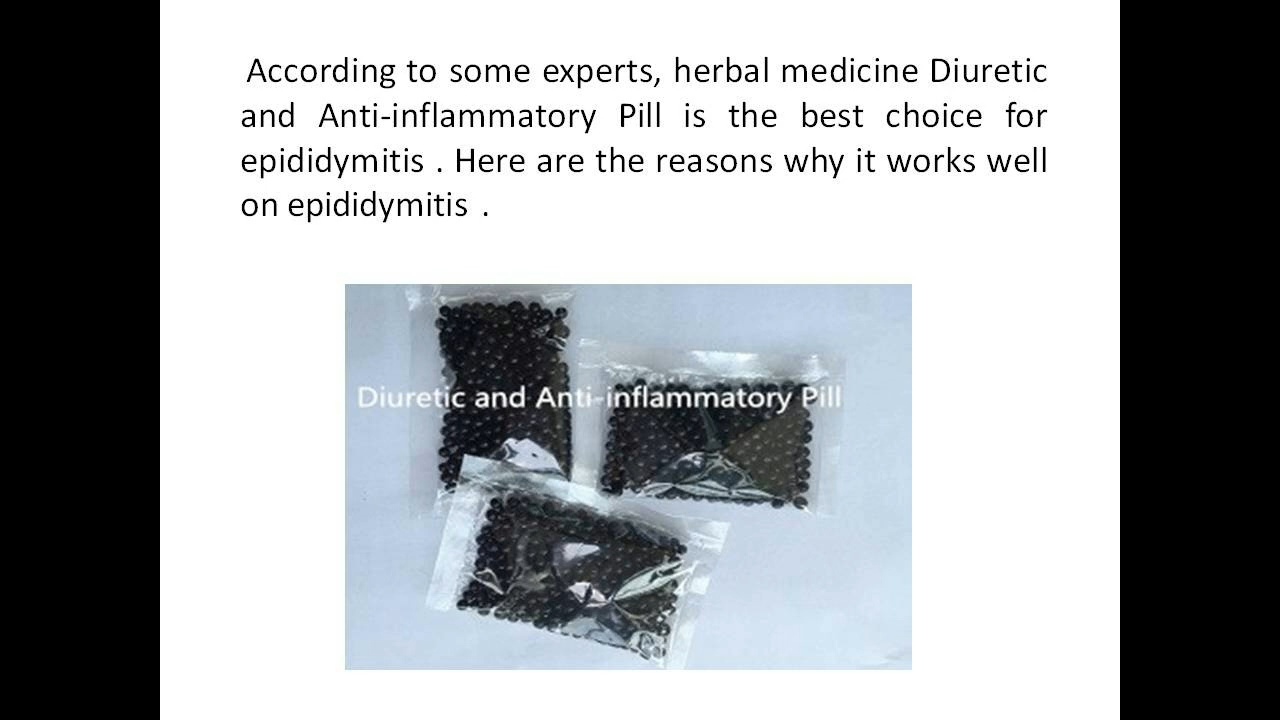 According to some experts, herbal medicine Diuretic
and Anti-inflammatory Pill is the best choice for
epididymitis . Here are the reasons why it works well
on epididymitis .
Diuretic and Anti-inflammatory Pill